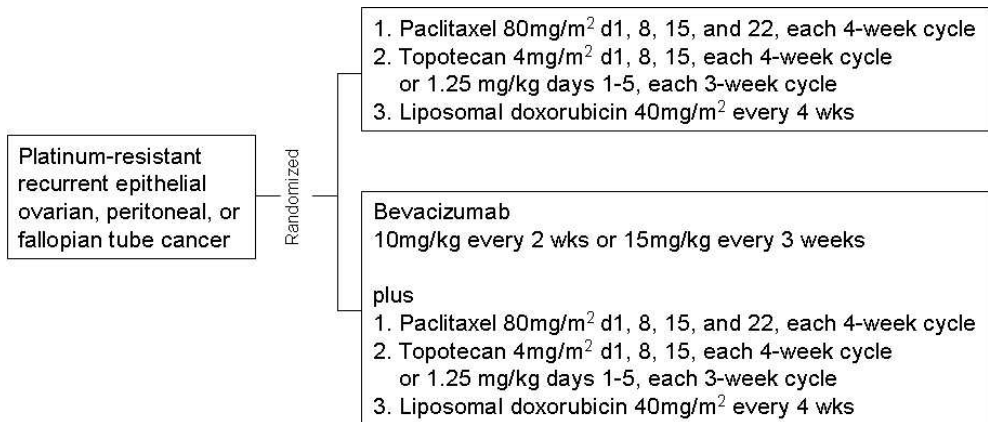 1. Paclitaxel 80mg/m² d1, 8, 15, and 22, each 4-week cycle
2. Topotecan 4mg/m² d1, 8, 15, each 4-week cycle
or 1.25 mg/kg days 1-5, each 3-week cycle
3. Liposomal doxorubicin 40mg/m² every 4 wks
Platinum-resistant
recurrent epithelial
ovarian, peritoneal, or
fallopian tube cancer
Randomized
Bevacizumab
10mg/kg every 2 wks or 15mg/kg every 3 weeks
plus
1. Paclitaxel 80mg/m² d1, 8, 15, and 22, each 4-week cycle
2. Topotecan 4mg/m² d1, 8, 15, each 4-week cycle
or 1.25 mg/kg days 1-5, each 3-week cycle
3. Liposomal doxorubicin 40mg/m² every 4 wks